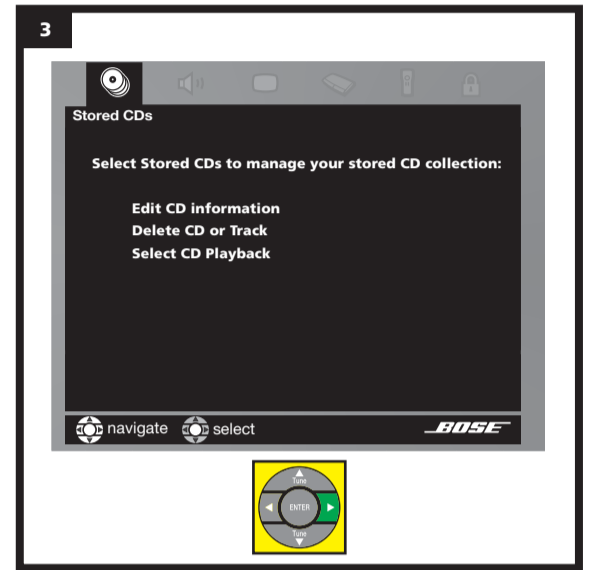 3
Stored CDs
Select Stored CDs to manage your stored CD collection:
Edit CD information
Delete CD or Track
Select CD Playback
navigate select BOSE
Tune
ENTER
Tune